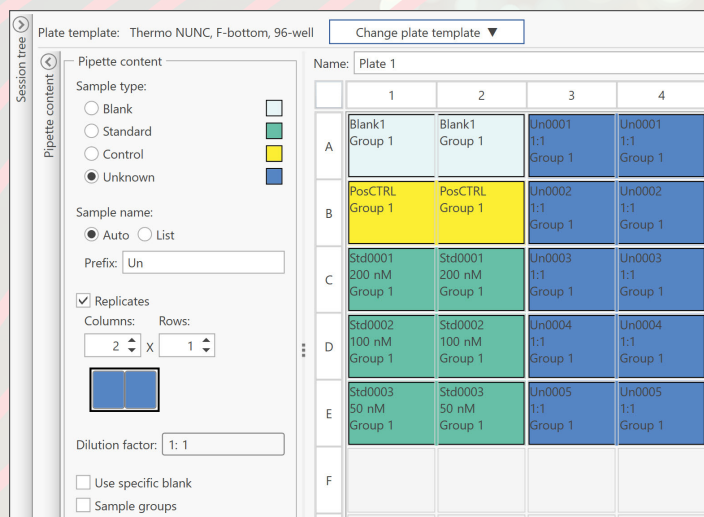 Plate template: Thermo NUNC, F-bottom, 96-well Change plate template ▼
Session tree
Pipette content
Pipette content
Sample type:
Blank
Standard
Control
Unknown
Sample name:
Auto List
Prefix: Un
Replicates
Columns: Rows:
2 x 1
Dilution factor: 1: 1
Use specific blank
Sample groups
Name: Plate 1
1 2 3 4
A
Blank1 Blank1 Un0001 Un0001
Group 1 Group 1 1:1 1:1
Group 1 Group 1
B
PosCTRL PosCTRL Un0002 Un0002
Group 1 Group 1 1:1 1:1
Group 1 Group 1
C
Std0001 Std0001 Un0003 Un0003
200 nM 200 nM 1:1 1:1
Group 1 Group 1 Group 1 Group 1
D
Std0002 Std0002 Un0004 Un0004
100 nM 100 nM 1:1 1:1
Group 1 Group 1 Group 1 Group 1
E
Std0003 Std0003 Un0005 Un0005
50 nM 50 nM 1:1 1:1
Group 1 Group 1 Group 1 Group 1
F